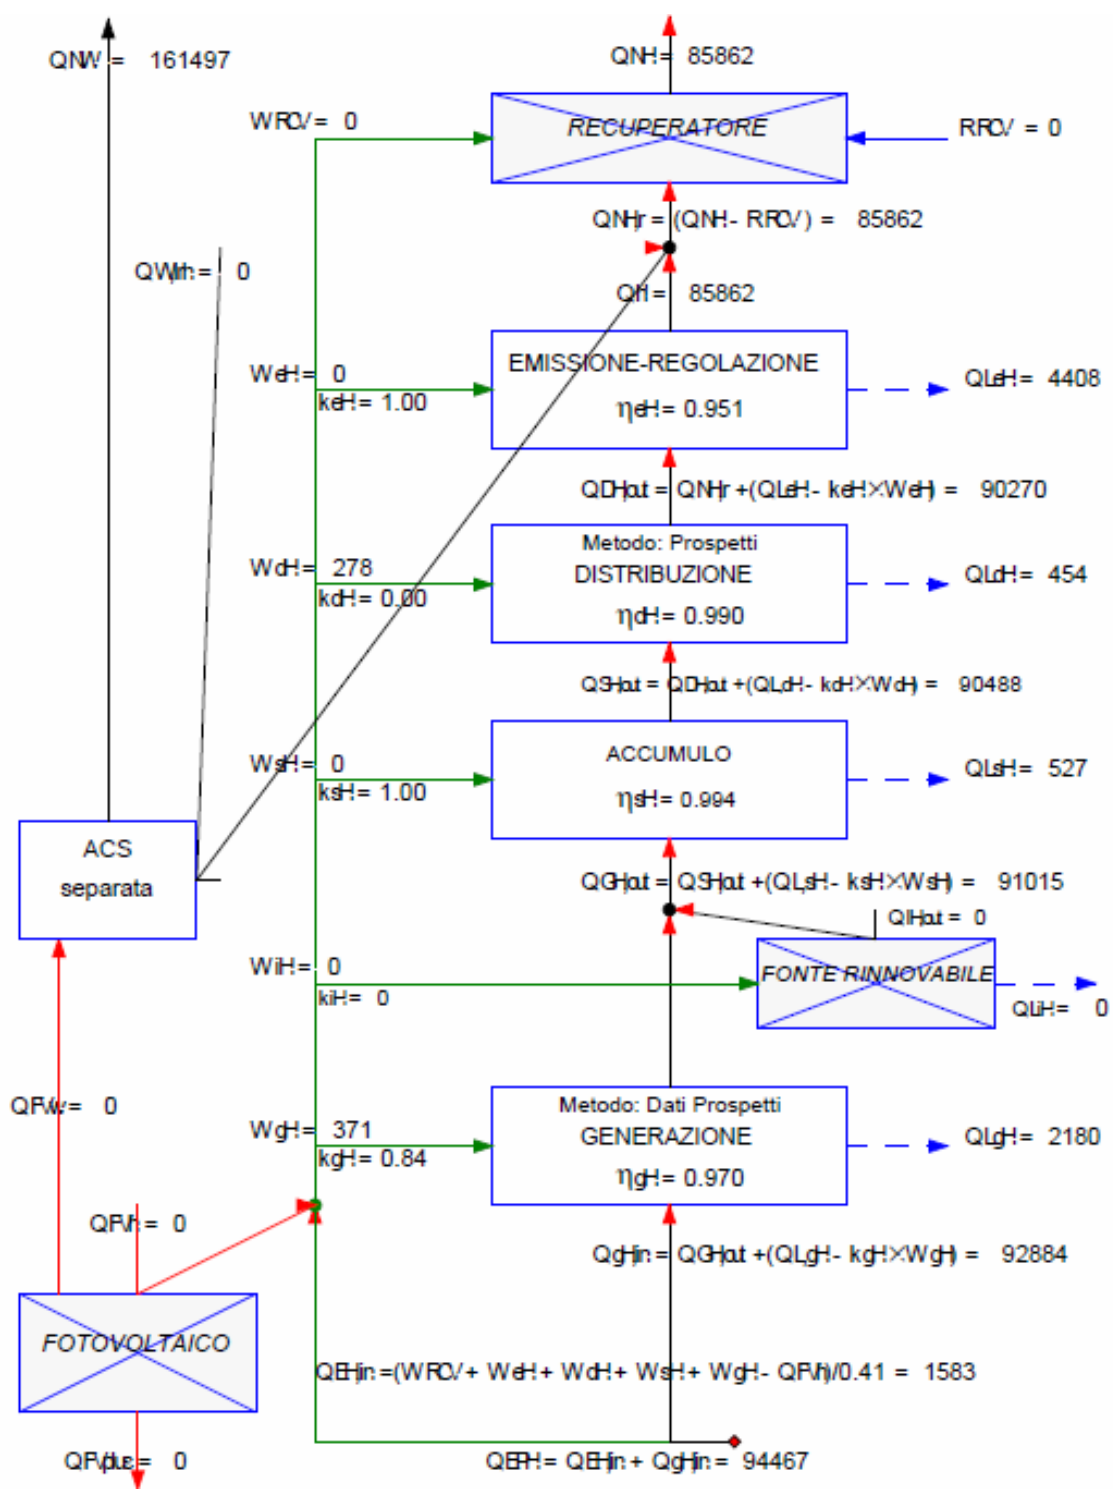 QNW = 161497
QNH = 85862
WRCV = 0
RECUPERATORE
RRCV = 0
QNHr = (QNH - RRCV) = 85862
QWlrh = 0
QhI = 85862
WeH = 0
keH = 1.00
EMISSIONE-REGOLAZIONE
ηeH = 0.951
QLeH = 4408
QDHout = QNHr + (QLeH - keH×WeH) = 90270
WdH = 278
kdH = 0.00
Metodo: Prospetti
DISTRIBUZIONE
ηdH = 0.990
QLdH = 454
QSHout = QDHout + (QLdH - kdH×WdH) = 90488
WsH = 0
ksH = 1.00
ACCUMULO
ηsH = 0.994
QLsH = 527
ACS
separata
QGHout = QSHout + (QLsH - ksH×WsH) = 91015
QIHout = 0
WiH = 0
kiH = 0
FONTE RINNOVABILE
QLiH = 0
QFVw = 0
WgH = 371
kgH = 0.84
Metodo: Dati Prospetti
GENERAZIONE
ηgH = 0.970
QLgH = 2180
QFVh = 0
QgHin = QGHout + (QLgH - kgH×WgH) = 92884
FOTOVOLTAICO
QEHin = (WRCV + WeH + WdH + WsH + WgH - QFVh)/0.41 = 1583
QFVplus = 0
QEPH = QEHin + QgHin = 94467